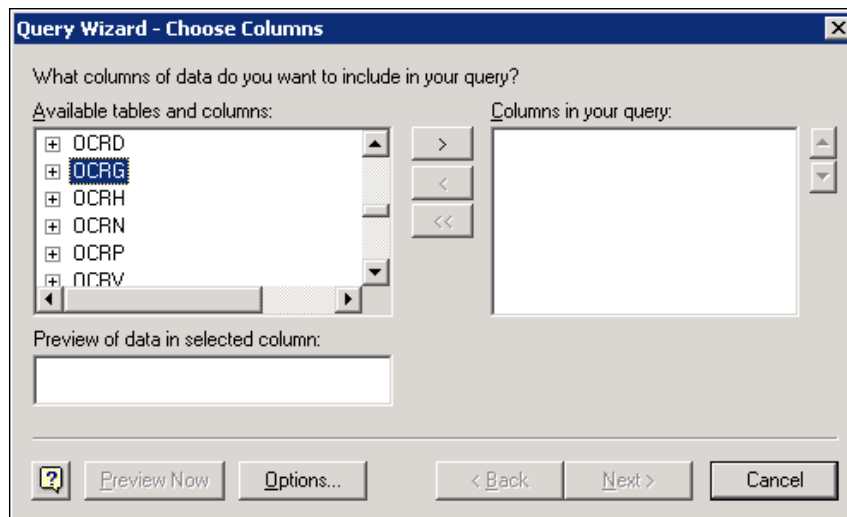 Query Wizard - Choose Columns
What columns of data do you want to include in your query?
Available tables and columns:
Columns in your query:
OCRD
OCRG
OCRH
OCRN
OCRP
OCRV
>
<
<<
Preview of data in selected column:
?
Preview Now
Options...
< Back
Next >
Cancel